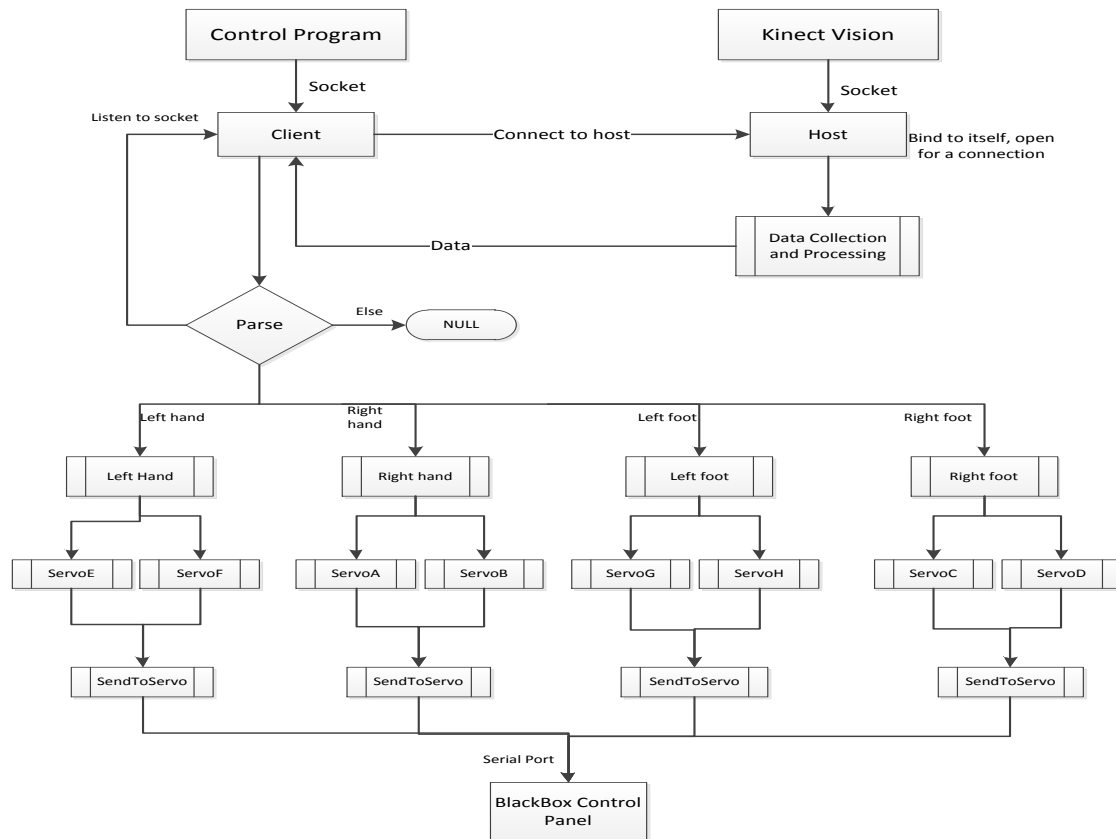 Control Program
Kinect Vision
Socket
Socket
Listen to socket
Client
Connect to host
Host
Bind to itself, open
for a connection
Data
Data Collection
and Processing
Parse
Else
NULL
Left hand
Right
hand
Left foot
Right foot
Left Hand
Right hand
Left foot
Right foot
ServoE
ServoF
ServoA
ServoB
ServoG
ServoH
ServoC
ServoD
SendToServo
SendToServo
SendToServo
SendToServo
Serial Port
BlackBox Control
Panel